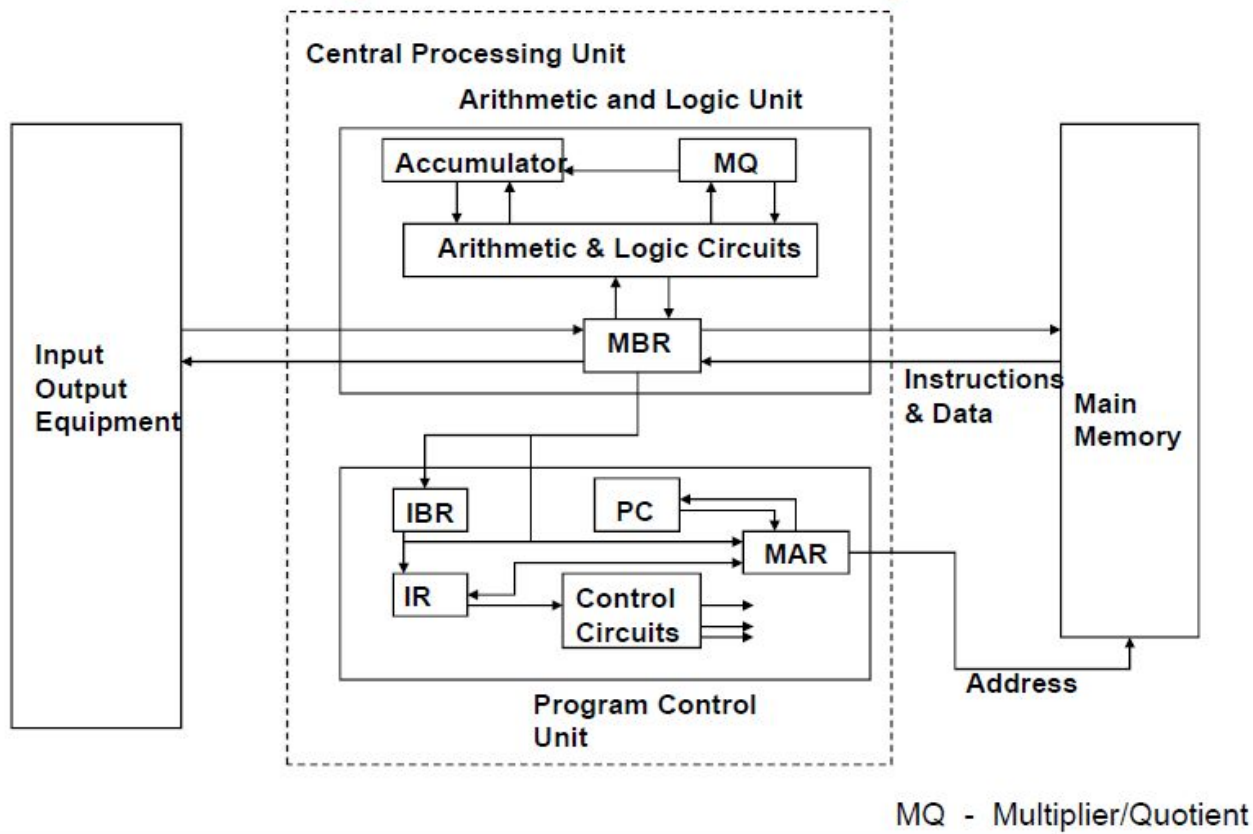 Central Processing Unit
Arithmetic and Logic Unit
Accumulator
MQ
Arithmetic & Logic Circuits
MBR
Input
Output
Equipment
Instructions
& Data
Main
Memory
IBR
PC
MAR
IR
Control
Circuits
Address
Program Control
Unit
MQ - Multiplier/Quotient